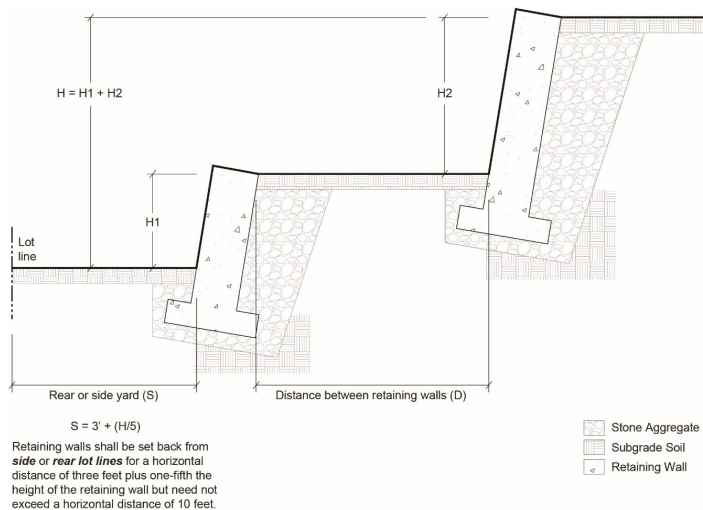 H = H1 + H2
H2
H1
Lot
line
Rear or side yard (S)
Distance between retaining walls (D)
S = 3' + (H/5)
Retaining walls shall be set back from
side or rear lot lines for a horizontal
distance of three feet plus one-fifth the
height of the retaining wall but need not
exceed a horizontal distance of 10 feet.
Stone Aggregate
Subgrade Soil
Retaining Wall